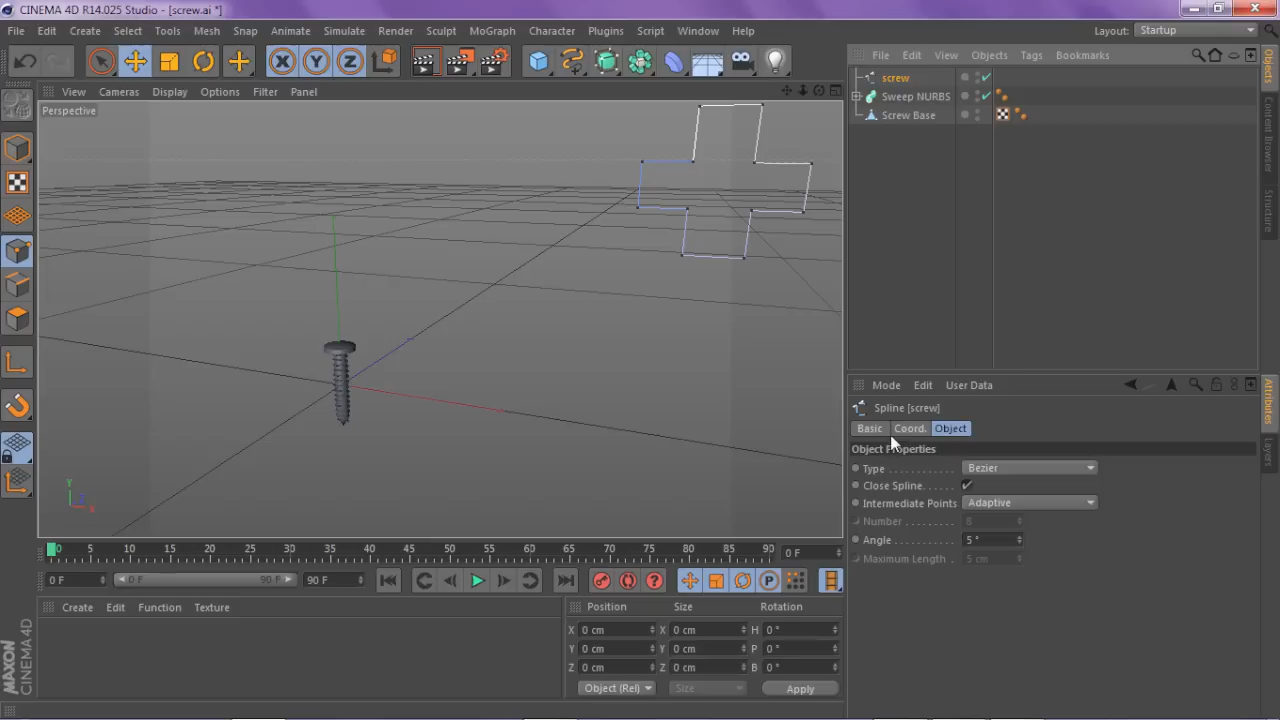 CINEMA 4D R14.025 Studio - [screw.ai *]
File Edit Create Select Tools Mesh Snap Animate Simulate Render Sculpt MoGraph Character Plugins Script Window Help Layout: Startup
X Y Z
File Edit View Objects Tags Bookmarks
screw
Sweep NURBS
Screw Base
View Cameras Display Options Filter Panel
Perspective
Y
X
Objects
Content Browser
Structure
Mode Edit User Data
Spline [screw]
Basic Coord. Object
Object Properties
Type Bezier
Close Spline
Intermediate Points Adaptive
Number 8
Angle 5 °
Maximum Length 5 cm
Attributes
Layers
0 5 10 15 20 25 30 35 40 45 50 55 60 65 70 75 80 85 90 0 F
0 F 0 F 90 F 90 F
P
Create Edit Function Texture
Position Size Rotation
X 0 cm X 0 cm H 0 °
Y 0 cm Y 0 cm P 0 °
Z 0 cm Z 0 cm B 0 °
Object (Rel) Size Apply
MAXON
CINEMA 4D